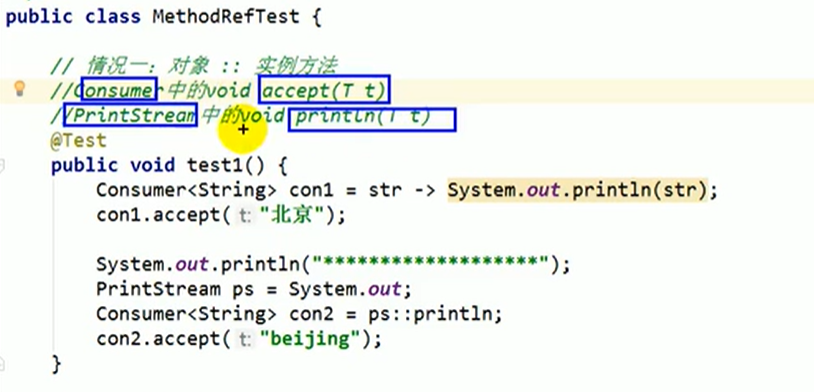 public class MethodRefTest {
// 情况一：对象 :: 实例方法
//Consumer中的void accept(T t)
//PrintStream中的void println(T t)
@Test
public void test1() {
Consumer<String> con1 = str -> System.out.println(str);
con1.accept( t: "北京");
System.out.println("*******************");
PrintStream ps = System.out;
Consumer<String> con2 = ps::println;
con2.accept( t: "beijing");
}